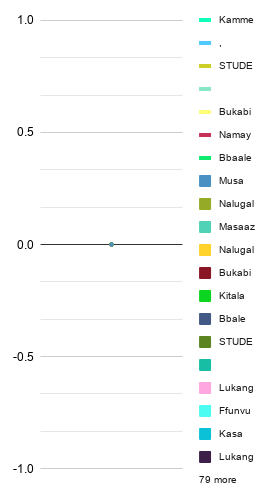 1.0
0.5
0.0
-0.5
-1.0
Kamme
,
STUDE
Bukabi
Namay
Bbaale
Musa
Nalugal
Masaaz
Nalugal
Bukabi
Kitala
Bbale
STUDE
Lukang
Ffunvu
Kasa
Lukang
79 more